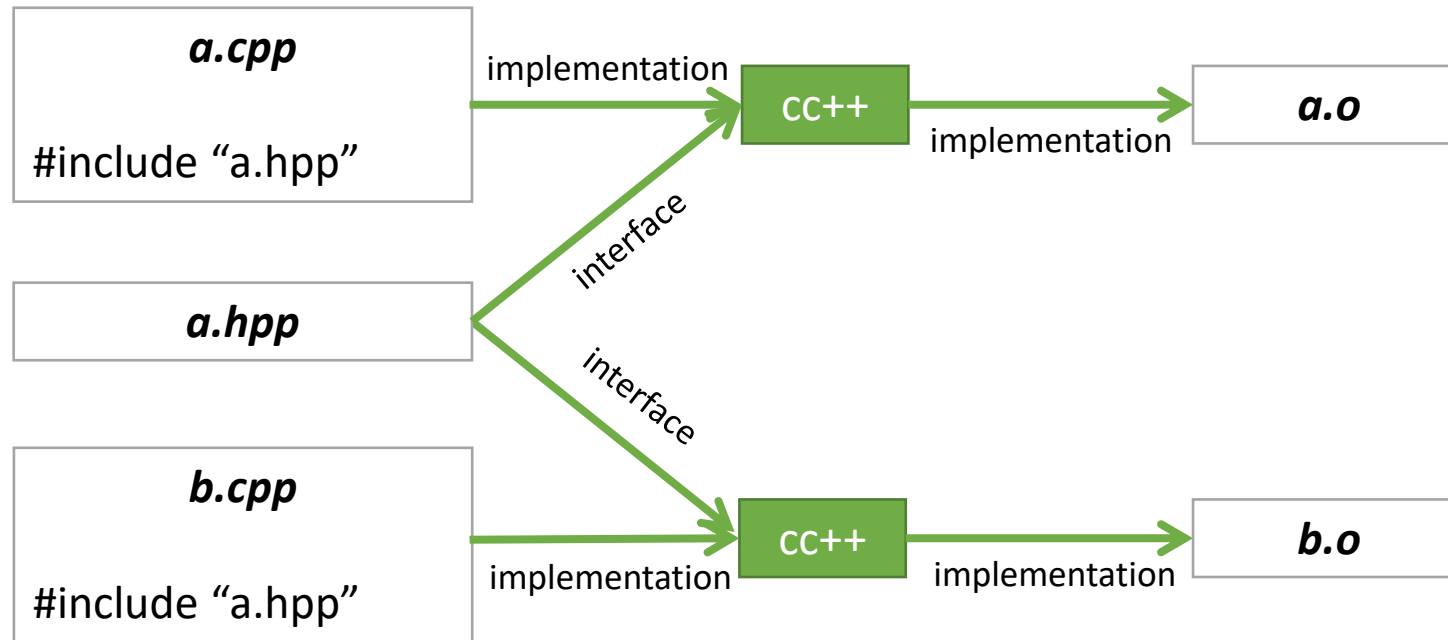 a.cpp
#include “a.hpp”
implementation
cc++
implementation
a.o
interface
a.hpp
interface
b.cpp
#include “a.hpp”
implementation
cc++
implementation
b.o